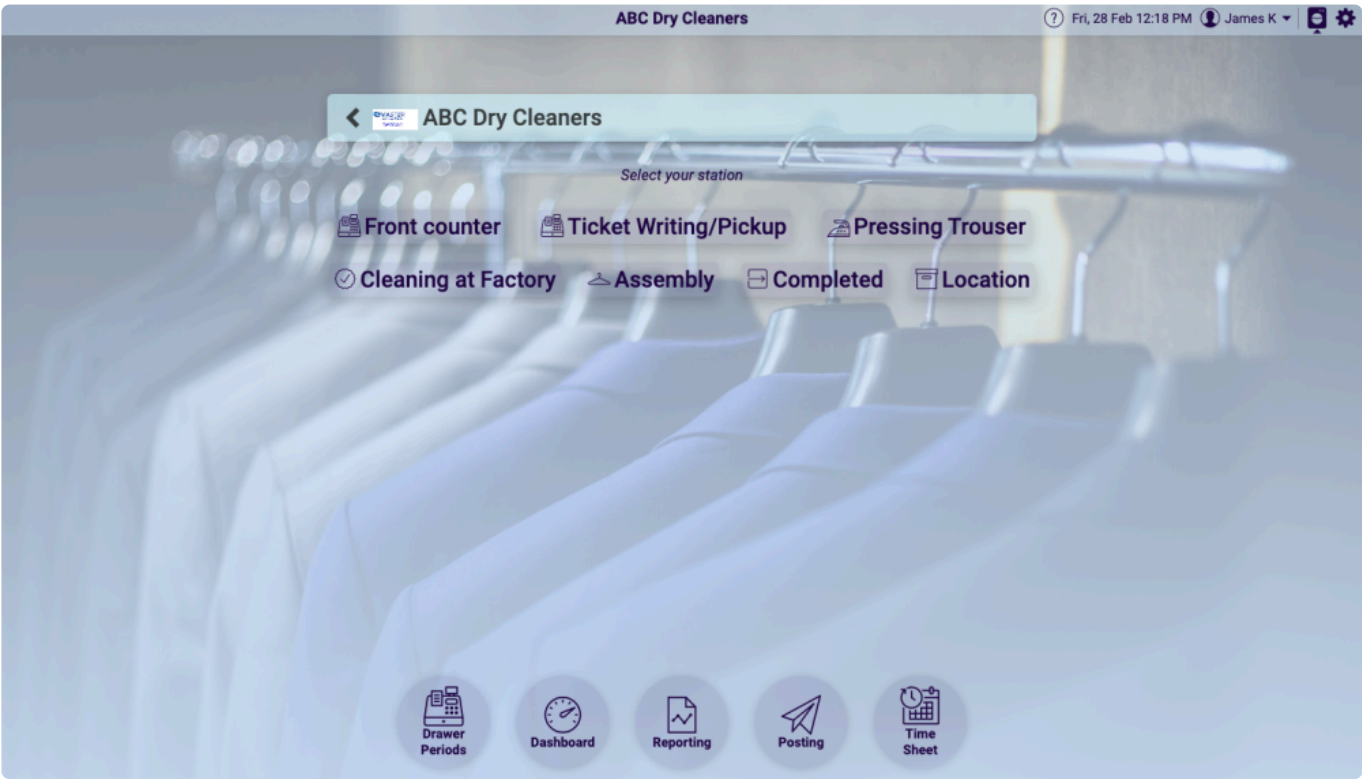 ABC Dry Cleaners
? Fri, 28 Feb 12:18 PM James K
ABC Dry Cleaners
Select your station
Front counter Ticket Writing/Pickup Pressing Trouser
Cleaning at Factory Assembly Completed Location
Drawer Periods Dashboard Reporting Posting Time Sheet